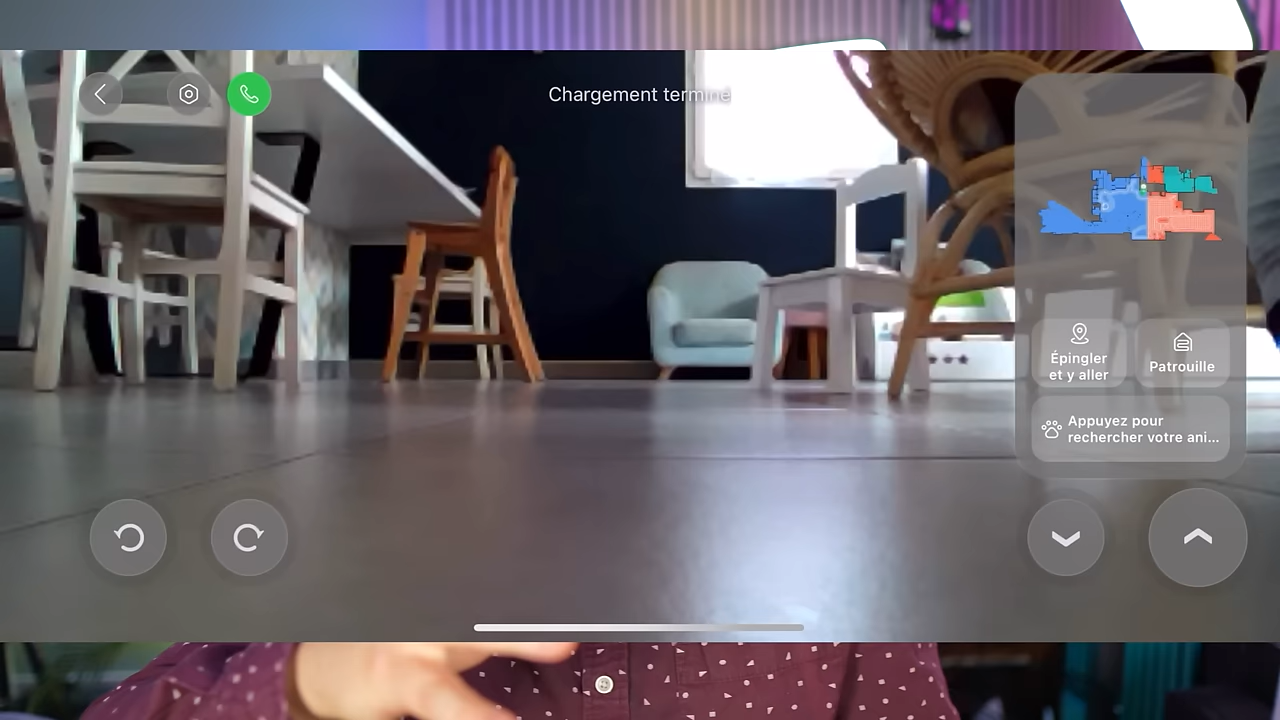 Chargement terminé
Épingler
et y aller
Patrouille
Appuyez pour
rechercher votre ani...